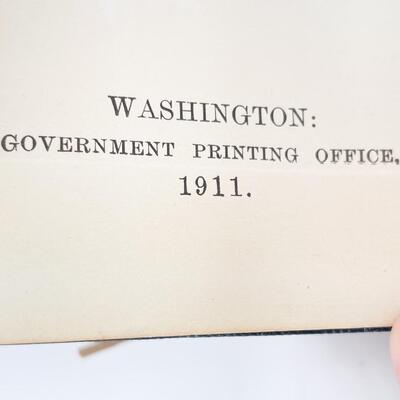 WASHINGTON:
GOVERNMENT PRINTING OFFICE,
1911.